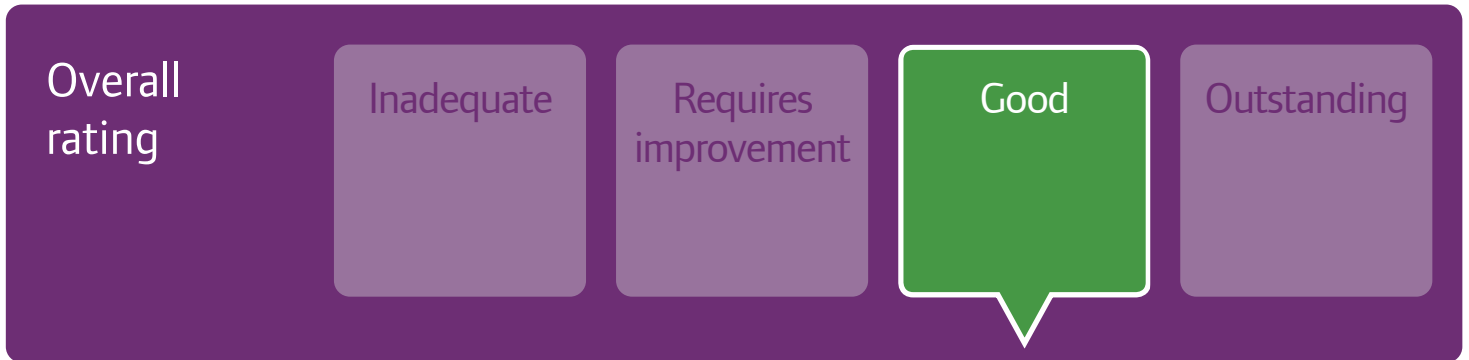 Overall
rating
Inadequate
Requires
improvement
Good
Outstanding